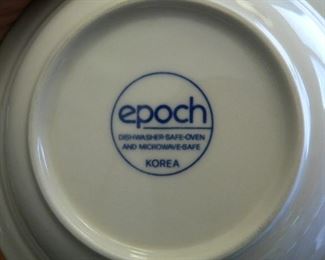 epoch
DISHWASHER-SAFE-OVEN
AND MICROWAVE-SAFE
KOREA